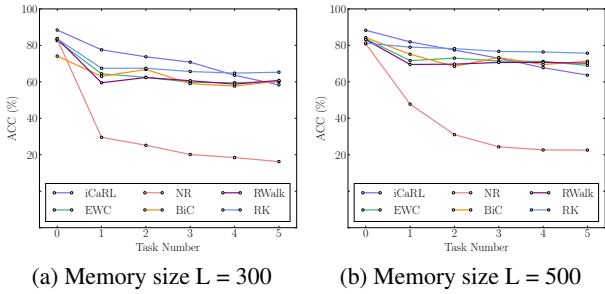 100
80
60
40
20
ACC (%)
iCaRL NR RWalk
EWC BiC RK
0 1 2 3 4 5
Task Number
(a) Memory size L = 300
100
80
60
40
20
ACC (%)
iCaRL NR RWalk
EWC BiC RK
0 1 2 3 4 5
Task Number
(b) Memory size L = 500